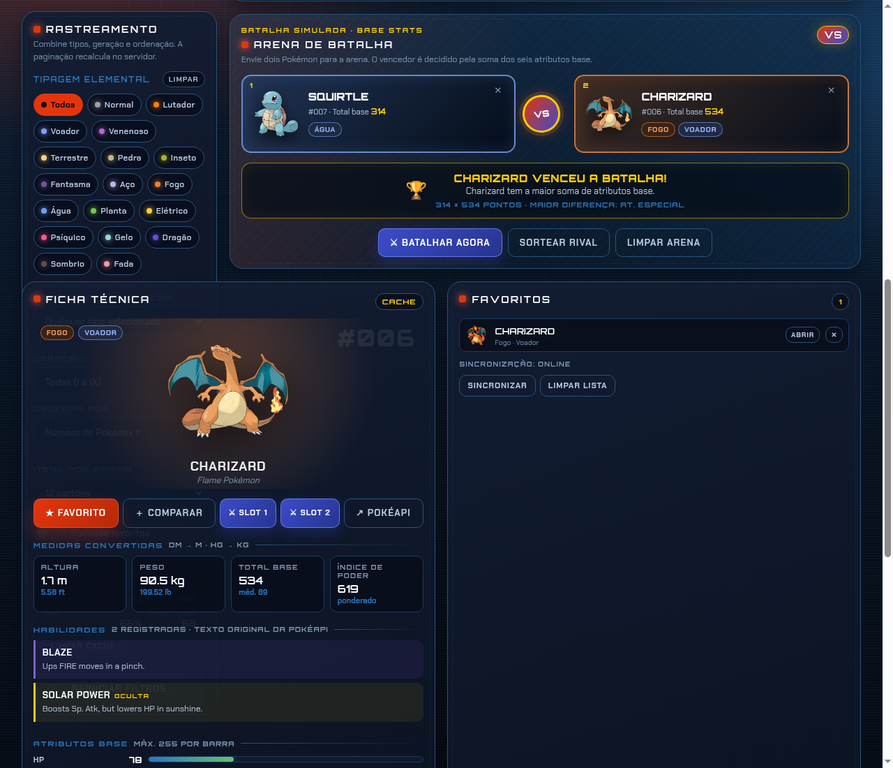 RASTREAMENTO
Combine tipos, geração e ordenação. A
paginação recalcula no servidor.
TIPAGEM ELEMENTAL LIMPAR
Todos Normal Lutador
Voador Venenoso
Terrestre Pedra Inseto
Fantasma Aço Fogo
Água Planta Elétrico
Psíquico Gelo Dragão
Sombrio Fada
BATALHA SIMULADA · BASE STATS
ARENA DE BATALHA
VS
Envie dois Pokémon para a arena. O vencedor é decidido pela soma dos seis atributos base.
1
SQUIRTLE
×
#007 · Total base 314
ÁGUA
VS
2
CHARIZARD
×
#006 · Total base 534
FOGO VOADOR
CHARIZARD VENCEU A BATALHA!
Charizard tem a maior soma de atributos base.
314 × 534 PONTOS · MAIOR DIFERENÇA: AT. ESPECIAL
⚔ BATALHAR AGORA SORTEAR RIVAL LIMPAR ARENA
FICHA TÉCNICA CACHE
FOGO VOADOR #006
Todas (I a IX)
Número da Pokédex
12 cartões
CHARIZARD
Flame Pokémon
★ FAVORITO + COMPARAR ⚔ SLOT 1 ⚔ SLOT 2 ↗ POKÉAPI
MEDIDAS CONVERTIDAS DM → M · HG → KG
ALTURA
1.7 m
5.58 ft
PESO
90.5 kg
199.52 lb
TOTAL BASE
534
méd. 89
ÍNDICE DE
PODER
619
ponderado
HABILIDADES 2 REGISTRADAS · TEXTO ORIGINAL DA POKÉAPI
BLAZE
Ups FIRE moves in a pinch.
SOLAR POWER OCULTA
Boosts Sp. Atk, but lowers HP in sunshine.
ATRIBUTOS BASE MÁX. 255 POR BARRA
HP 78
FAVORITOS 1
CHARIZARD
Fogo · Voador
ABRIR ×
SINCRONIZAÇÃO: ONLINE
SINCRONIZAR LIMPAR LISTA